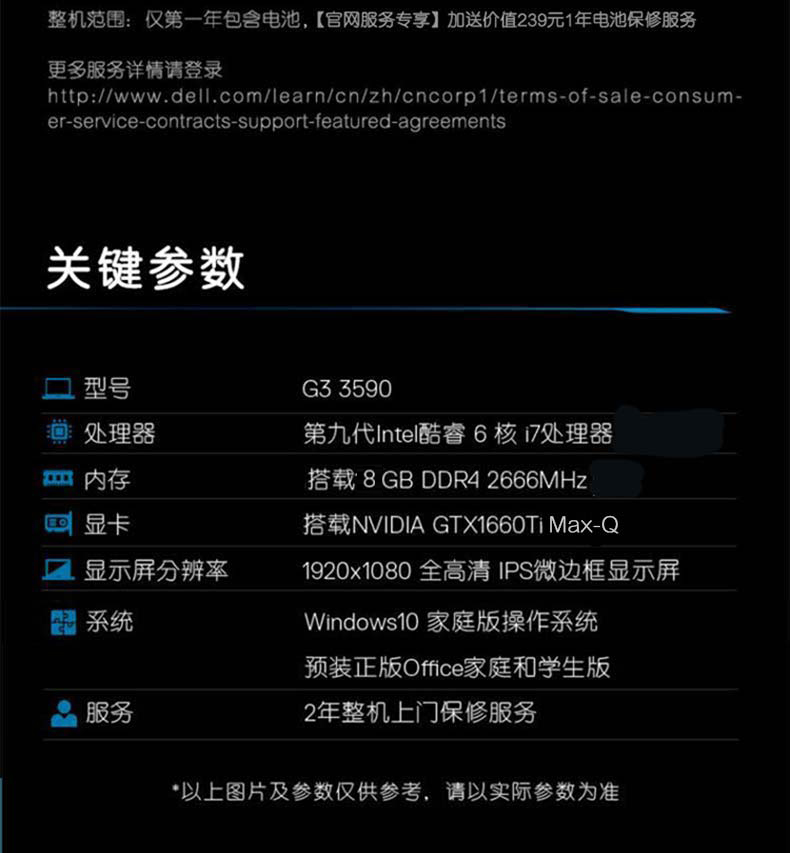 整机范围：仅第一年包含电池，【官网服务专享】加送价值239元1年电池保修服务
更多服务详情请登录
http://www.dell.com/learn/cn/zh/cncorp1/terms-of-sale-consum-
er-service-contracts-support-featured-agreements
关键参数
型号 G3 3590
处理器 第九代Intel酷睿 6 核 i7处理器
内存 搭载 8 GB DDR4 2666MHz
显卡 搭载NVIDIA GTX1660Ti Max-Q
显示屏分辨率 1920x1080 全高清 IPS微边框显示屏
系统 Windows10 家庭版操作系统
预装正版Office家庭和学生版
服务 2年整机上门保修服务
*以上图片及参数仅供参考，请以实际参数为准